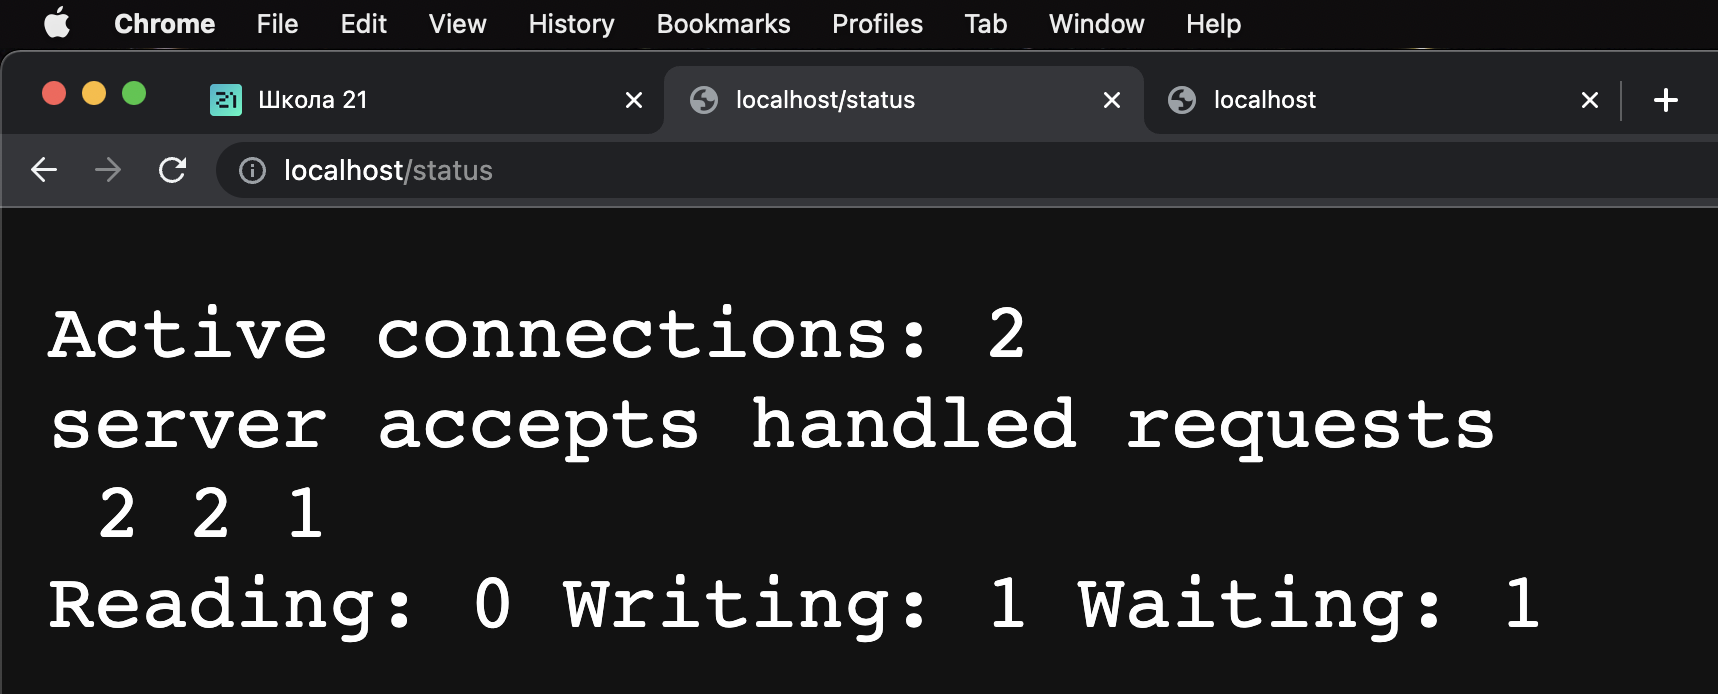 Chrome File Edit View History Bookmarks Profiles Tab Window Help
21 Школа 21 localhost/status localhost
localhost/status
Active connections: 2
server accepts handled requests
2 2 1
Reading: 0 Writing: 1 Waiting: 1